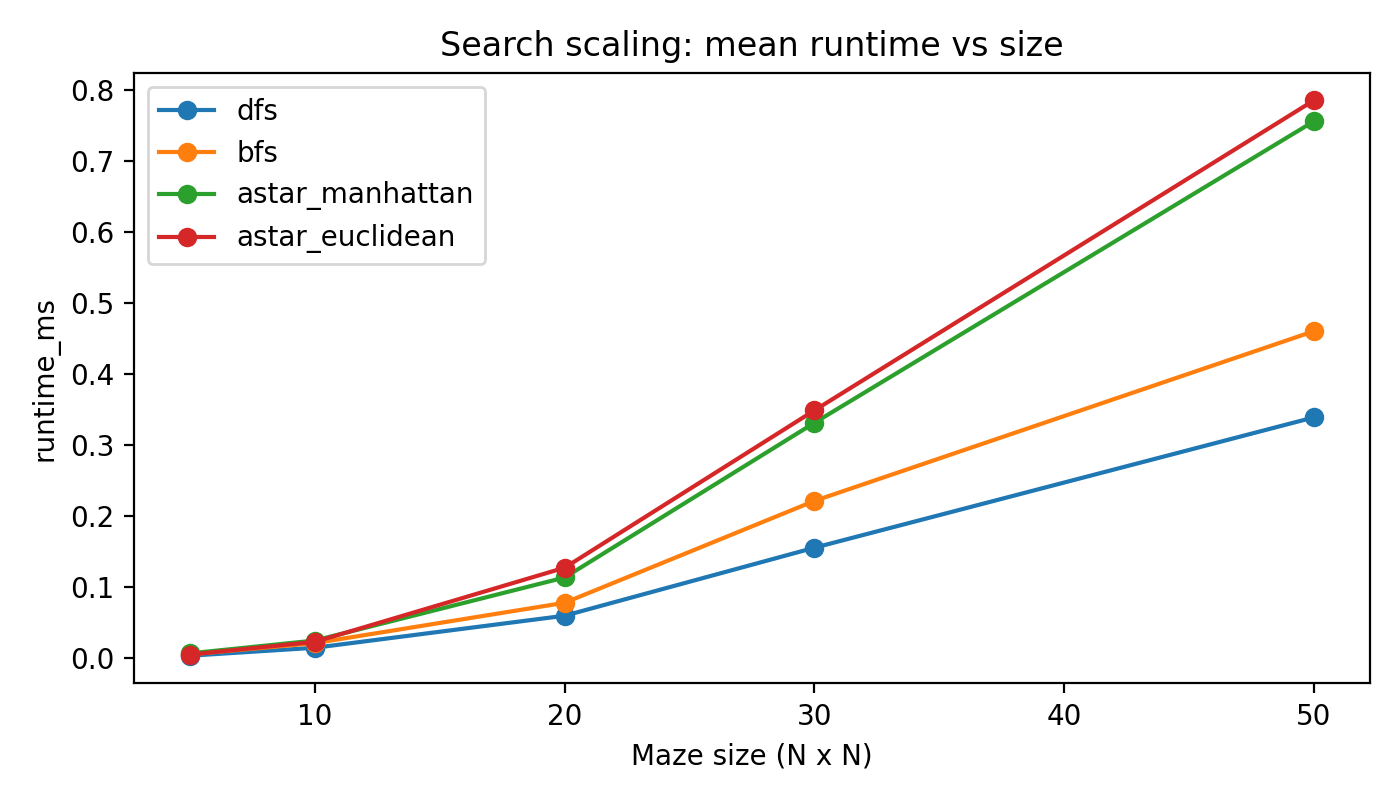 Search scaling: mean runtime vs size
dfs
bfs
astar_manhattan
astar_euclidean
runtime_ms
0.8
0.7
0.6
0.5
0.4
0.3
0.2
0.1
0.0
10 20 30 40 50
Maze size (N x N)